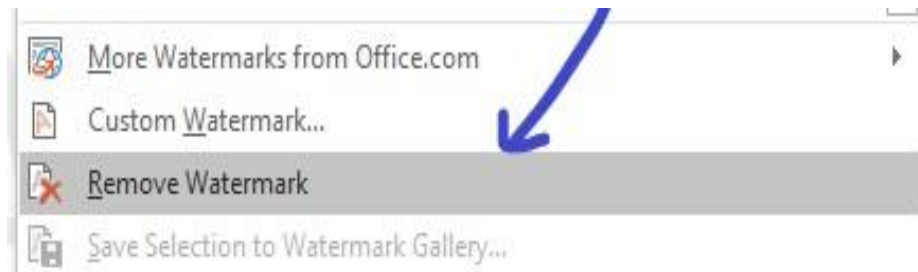 More Watermarks from Office.com
Custom Watermark...
Remove Watermark
Save Selection to Watermark Gallery...